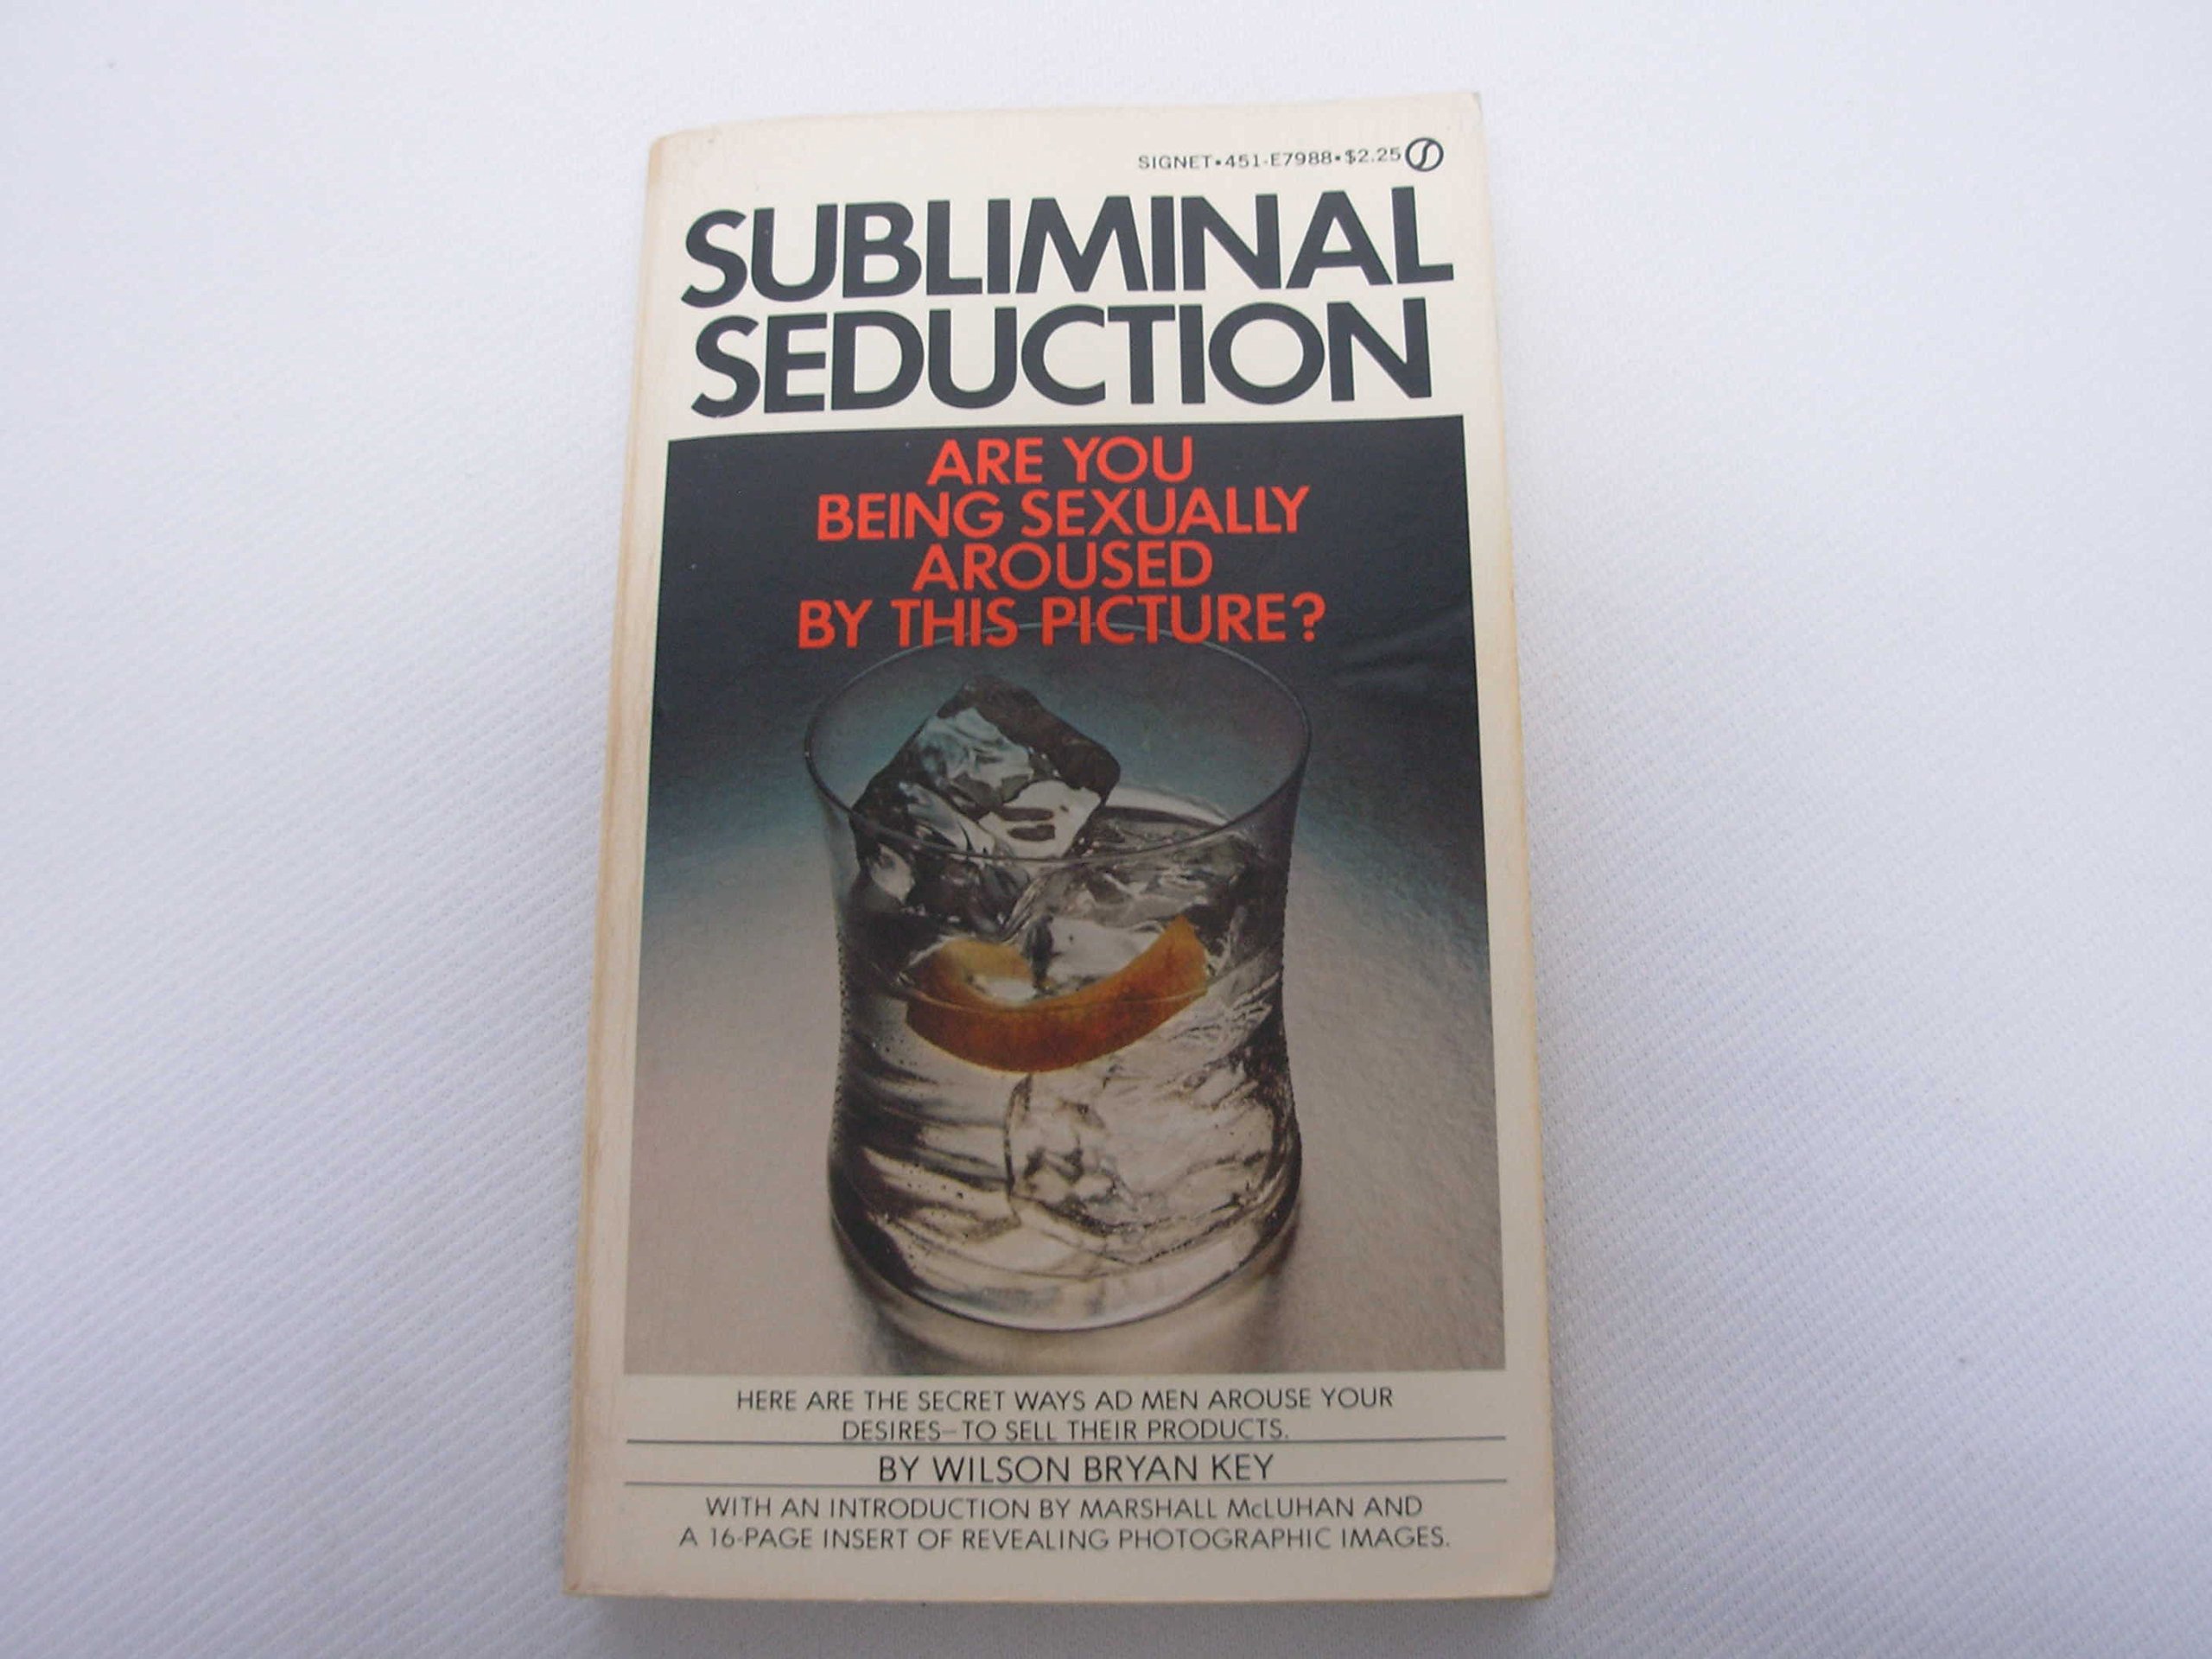 SIGNET•451-E7988•$2.25
SUBLIMINAL
SEDUCTION
ARE YOU
BEING SEXUALLY
AROUSED
BY THIS PICTURE?
HERE ARE THE SECRET WAYS AD MEN AROUSE YOUR
DESIRES—TO SELL THEIR PRODUCTS.
BY WILSON BRYAN KEY
WITH AN INTRODUCTION BY MARSHALL McLUHAN AND
A 16-PAGE INSERT OF REVEALING PHOTOGRAPHIC IMAGES.